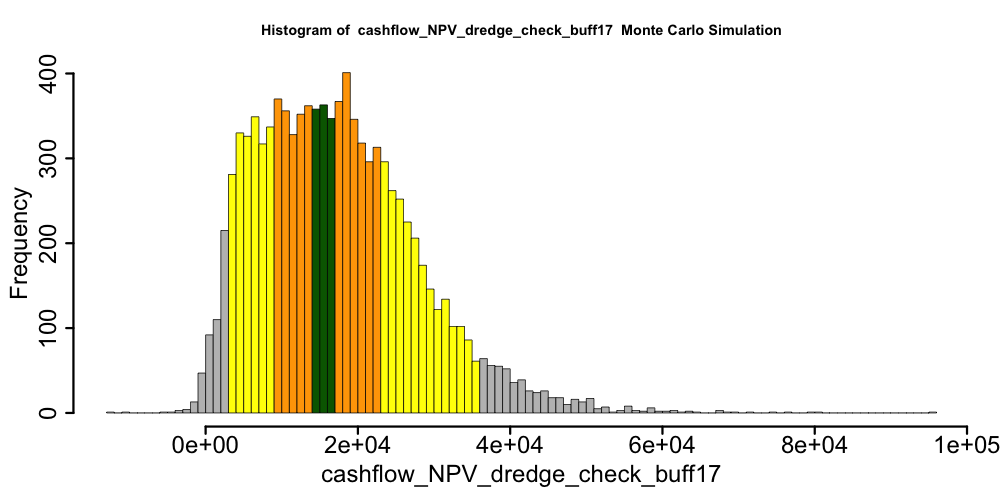 Histogram of  cashflow_NPV_dredge_check_buff17  Monte Carlo Simulation
400
300
200
100
0
Frequency
0e+00 2e+04 4e+04 6e+04 8e+04 1e+05
cashflow_NPV_dredge_check_buff17